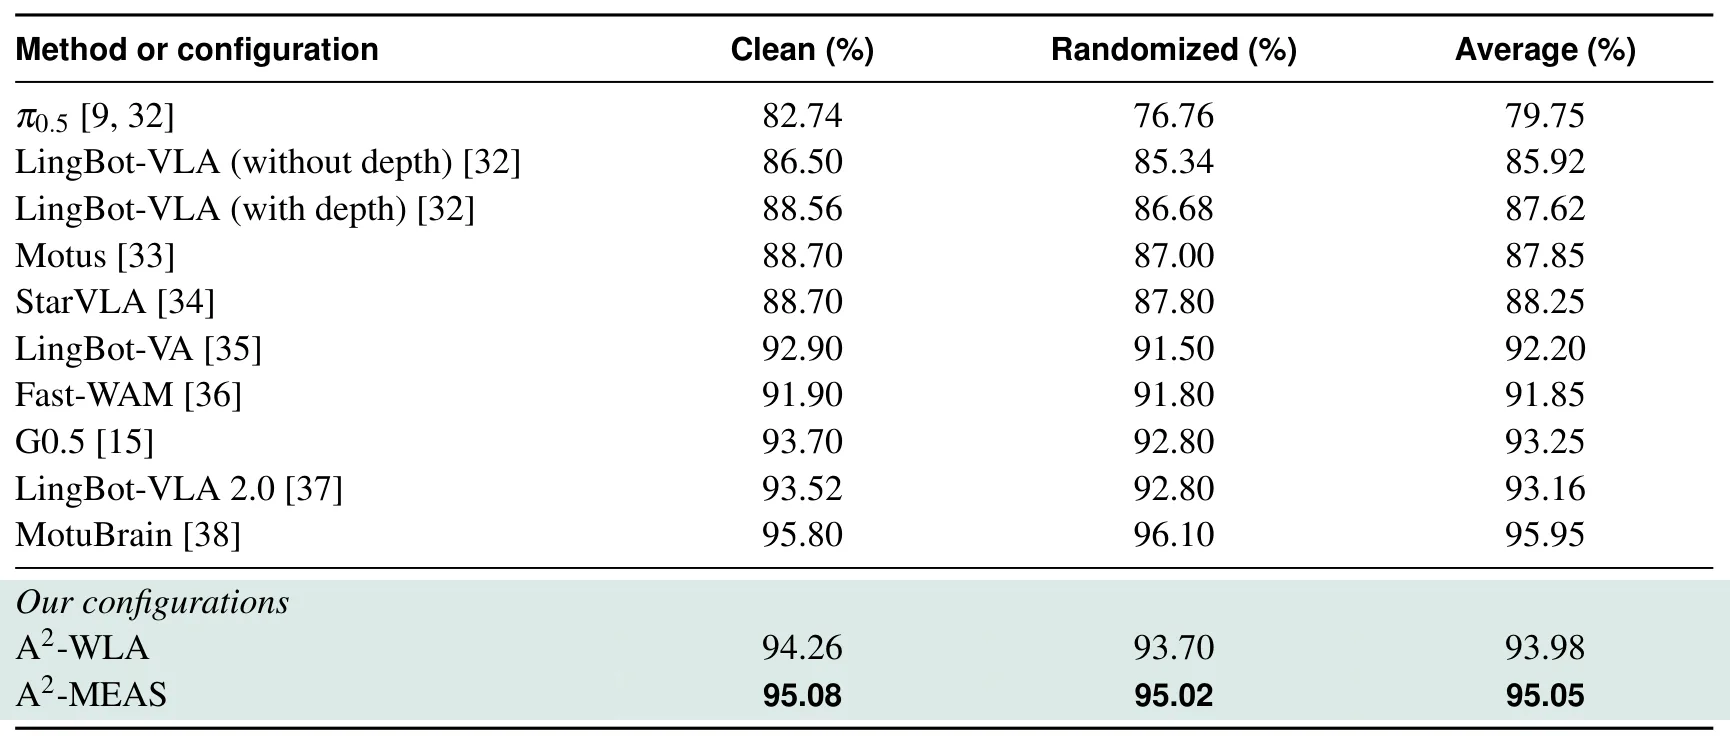 Method or configuration Clean (%) Randomized (%) Average (%)
π0.5 [9, 32] 82.74 76.76 79.75
LingBot-VLA (without depth) [32] 86.50 85.34 85.92
LingBot-VLA (with depth) [32] 88.56 86.68 87.62
Motus [33] 88.70 87.00 87.85
StarVLA [34] 88.70 87.80 88.25
LingBot-VA [35] 92.90 91.50 92.20
Fast-WAM [36] 91.90 91.80 91.85
G0.5 [15] 93.70 92.80 93.25
LingBot-VLA 2.0 [37] 93.52 92.80 93.16
MotuBrain [38] 95.80 96.10 95.95
Our configurations
A²-WLA 94.26 93.70 93.98
A²-MEAS 95.08 95.02 95.05